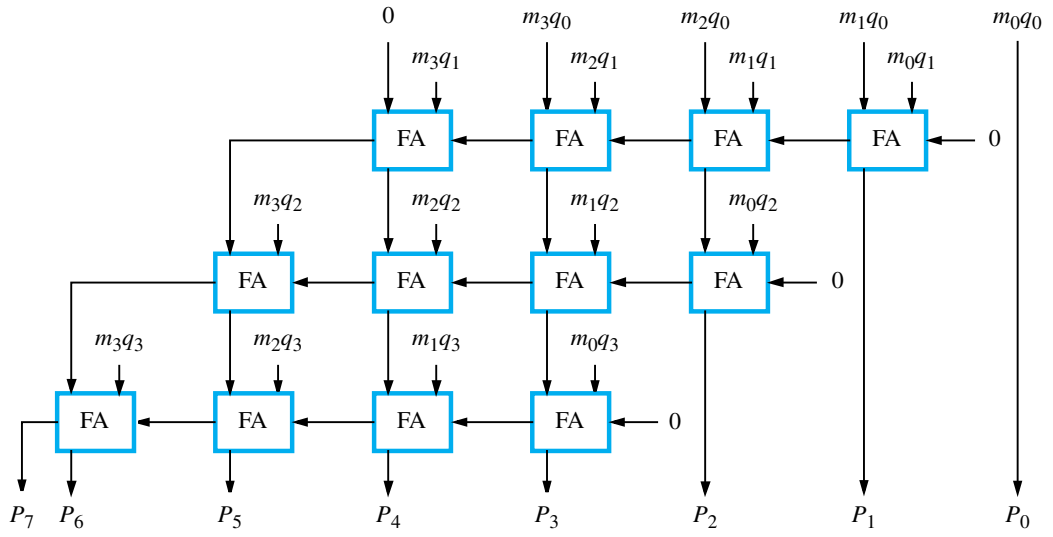 0 m₃q₀ m₂q₀ m₁q₀ m₀q₀
m₃q₁ m₂q₁ m₁q₁ m₀q₁
FA FA FA FA 0
m₃q₂ m₂q₂ m₁q₂ m₀q₂
FA FA FA FA 0
m₃q₃ m₂q₃ m₁q₃ m₀q₃
FA FA FA FA 0
P₇ P₆ P₅ P₄ P₃ P₂ P₁ P₀